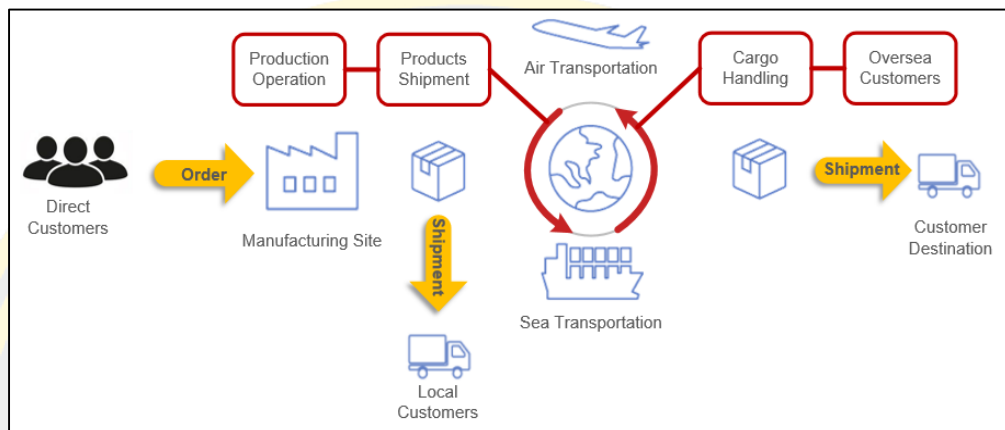 Production
Operation
Products
Shipment
Air Transportation
Cargo
Handling
Oversea
Customers
Order
Direct
Customers
Manufacturing Site
Shipment
Local
Customers
Sea Transportation
Shipment
Customer
Destination